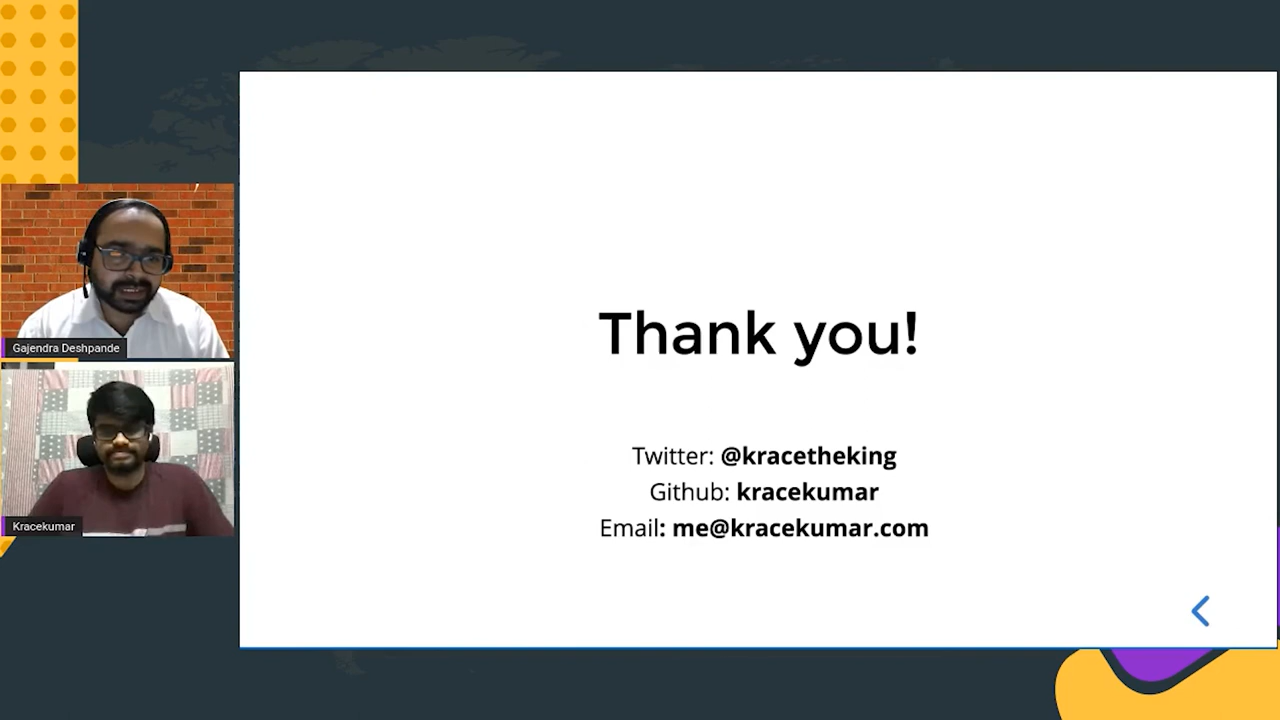 Gajendra Deshpande
Kracekumar
Thank you!
Twitter: @kracetheking
Github: kracekumar
Email: me@kracekumar.com